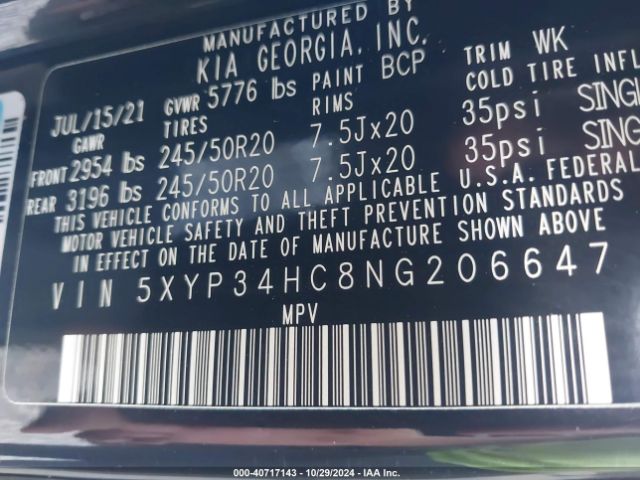 MANUFACTURED BY
KIA GEORGIA, INC.
JUL/15/21 GVWR 5776 lbs PAINT BCP TRIM WK
GAWR TIRES RIMS COLD TIRE INFL
FRONT 2954 lbs 245/50R20 7.5Jx20 35psi SINGL
REAR 3196 lbs 245/50R20 7.5Jx20 35psi SING
THIS VEHICLE CONFORMS TO ALL APPLICABLE U.S.A. FEDERAL
MOTOR VEHICLE SAFETY AND THEFT PREVENTION STANDARDS
IN EFFECT ON THE DATE OF MANUFACTURE SHOWN ABOVE
VIN 5XYP34HC8NG206647
MPV
000-40717143 - 10/29/2024 - IAA Inc.